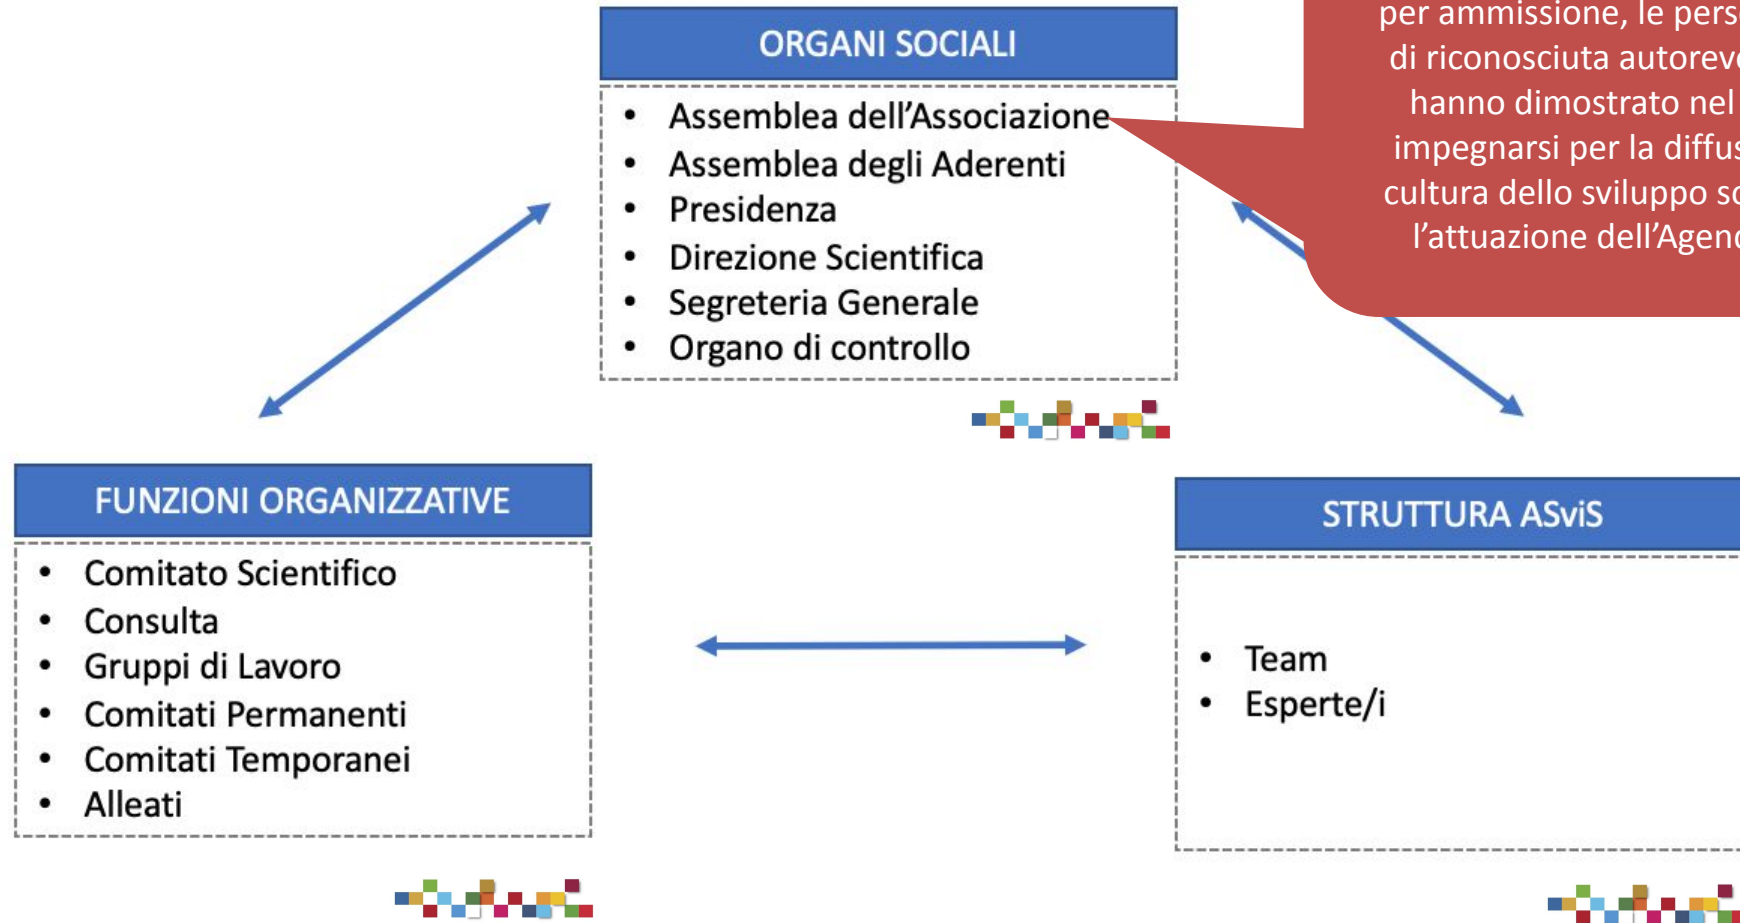 ORGANI SOCIALI
• Assemblea dell’Associazione
• Assemblea degli Aderenti
• Presidenza
• Direzione Scientifica
• Segreteria Generale
• Organo di controllo
per ammissione, le
di riconosciuta
hanno dimostrato nel
impegnarsi per la
cultura dello sviluppo
l’attuazione
FUNZIONI ORGANIZZATIVE
• Comitato Scientifico
• Consulta
• Gruppi di Lavoro
• Comitati Permanenti
• Comitati Temporanei
• Alleati
STRUTTURA ASviS
• Team
• Esperte/i